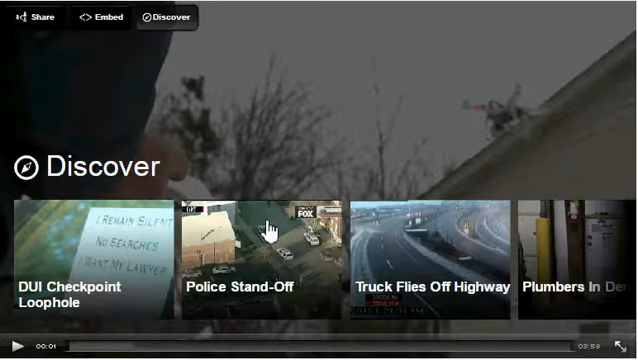 Share
Embed
Discover
Discover
I REMAIN SILENT
NO SEARCHES
I WANT MY LAWYER
FOX
DUI Checkpoint
Loophole
Police Stand-Off
Truck Flies Off Highway
Plumbers In De
00:01
03:58